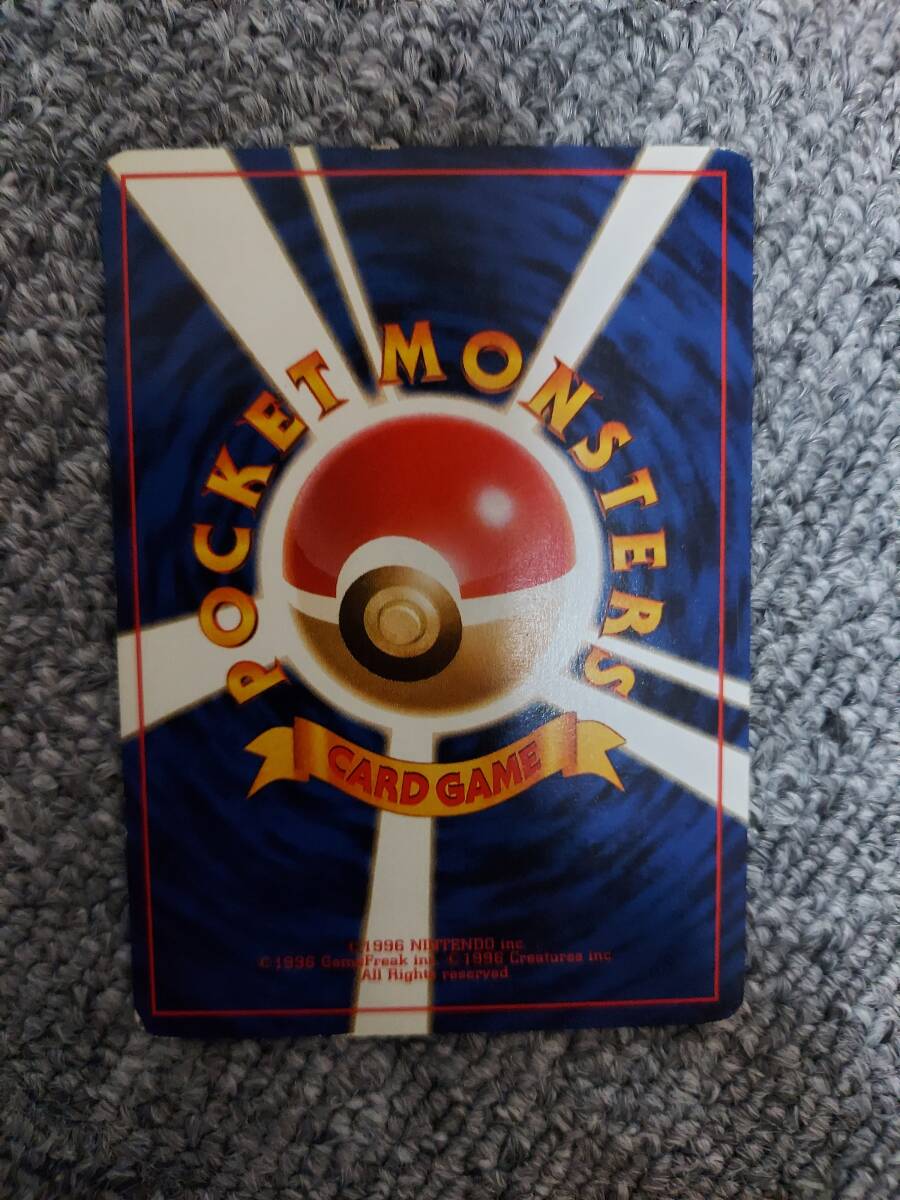 POCKET MONSTERS
CARD GAME
©1996 NINTENDO inc.
©1996 GameFreak inc. ©1996 Creatures inc.
All Rights reserved.